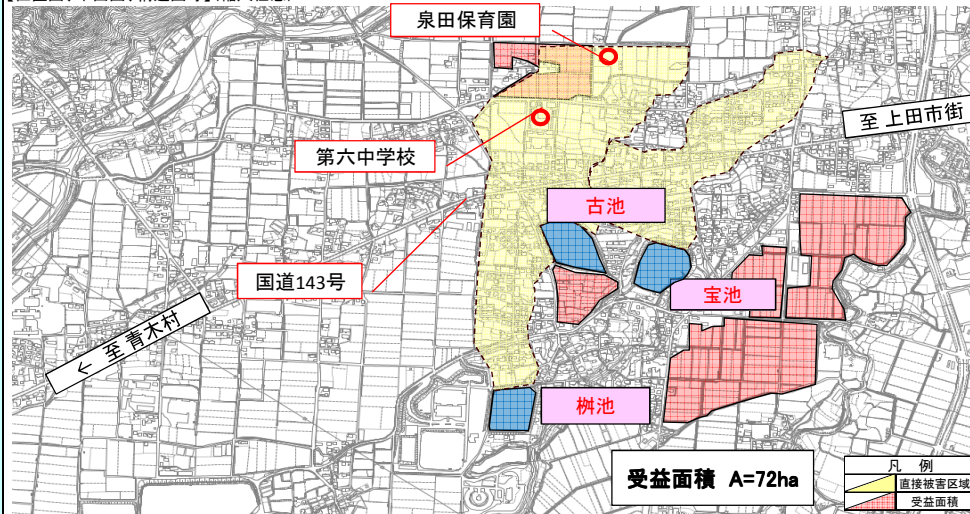 泉田保育園
至 上田市街
第六中学校
古池
国道143号
宝池
← 至 青木村
桝池
受益面積 A=72ha
凡 例
直接被害区域
受益面積